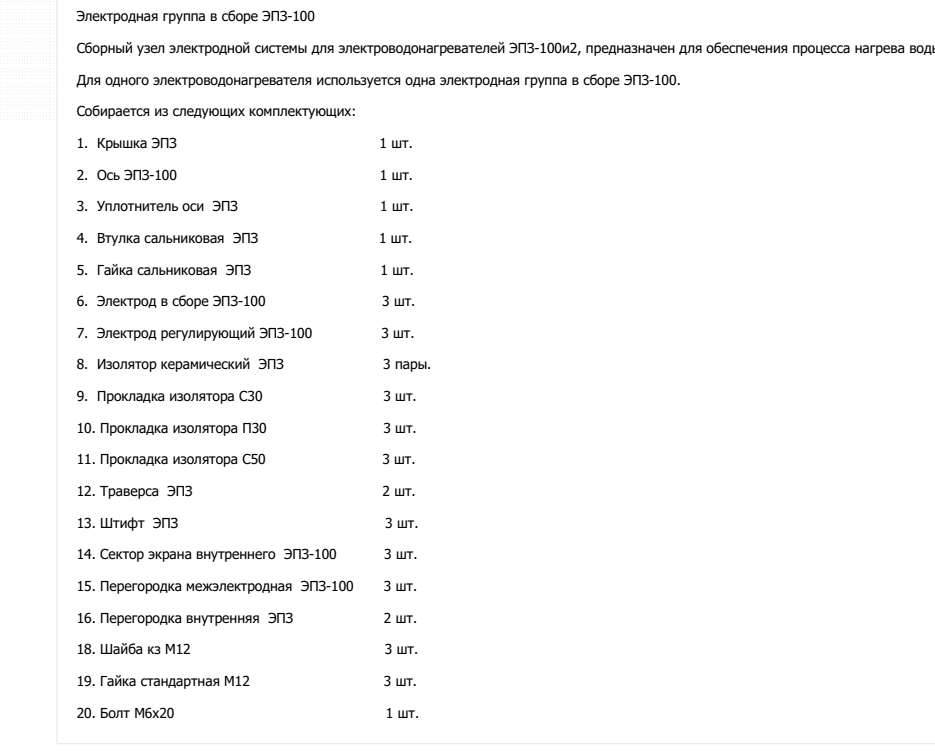 Электродная группа в сборе ЭПЗ-100
Сборный узел электродной системы для электроводонагревателей ЭПЗ-100и2, предназначен для обеспечения процесса нагрева
Для одного электроводонагревателя используется одна электродная группа в сборе ЭПЗ-100.
Собирается из следующих комплектующих:
1. Крышка ЭПЗ 1 шт.
2. Ось ЭПЗ-100 1 шт.
3. Уплотнитель оси ЭПЗ 1 шт.
4. Втулка сальниковая ЭПЗ 1 шт.
5. Гайка сальниковая ЭПЗ 1 шт.
6. Электрод в сборе ЭПЗ-100 3 шт.
7. Электрод регулирующий ЭПЗ-100 3 шт.
8. Изолятор керамический ЭПЗ 3 пары.
9. Прокладка изолятора С30 3 шт.
10. Прокладка изолятора П30 3 шт.
11. Прокладка изолятора С50 3 шт.
12. Траверса ЭПЗ 2 шт.
13. Штифт ЭПЗ 3 шт.
14. Сектор экрана внутреннего ЭПЗ-100 3 шт.
15. Перегородка межэлектродная ЭПЗ-100 3 шт.
16. Перегородка внутренняя ЭПЗ 2 шт.
18. Шайба кз М12 3 шт.
19. Гайка стандартная М12 3 шт.
20. Болт М6х20 1 шт.